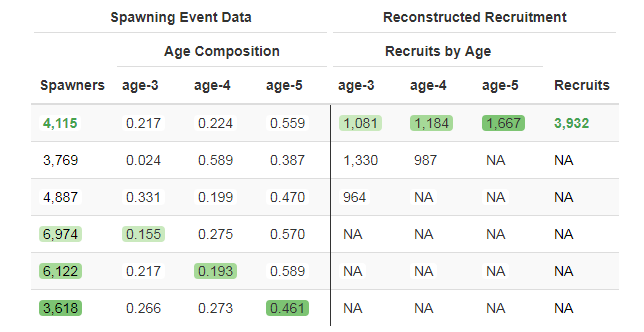 Spawning Event Data Reconstructed Recruitment
Age Composition Recruits by Age
Spawners age-3 age-4 age-5 age-3 age-4 age-5 Recruits
4,115 0.217 0.224 0.559 1,081 1,184 1,667 3,932
3,769 0.024 0.589 0.387 1,330 987 NA NA
4,887 0.331 0.199 0.470 964 NA NA NA
6,974 0.155 0.275 0.570 NA NA NA NA
6,122 0.217 0.193 0.589 NA NA NA NA
3,618 0.266 0.273 0.461 NA NA NA NA